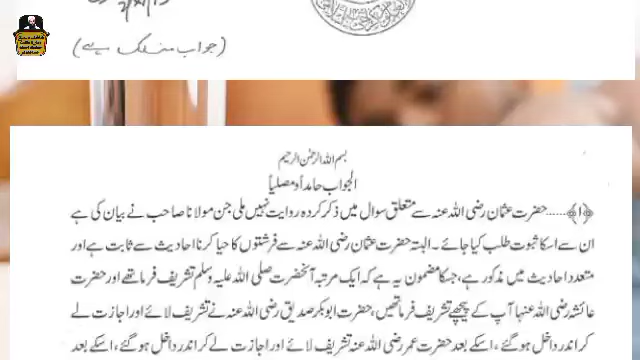 (جواب منسلک ہے)
بسم اللہ الرحمٰن الرحیم
الجواب حامداً ومصلیاً
﴿۱﴾......حضرت عثمان رضی اللہ عنہ سے متعلق سوال میں ذکر کردہ روایت نہیں ملی جن مولانا صاحب نے بیان کی ہے
ان سے اسکا ثبوت طلب کیا جائے۔ البتہ حضرت عثمان رضی اللہ عنہ سے فرشتوں کا حیا کرنا احادیث سے ثابت ہے اور
متعدد احادیث میں مذکور ہے، جسکا مضمون یہ ہے کہ ایک مرتبہ آنحضرت صلی اللہ علیہ وسلم تشریف فرما تھے اور حضرت
عائشہ رضی اللہ عنہا آپ کے پیچھے تشریف فرما تھیں، حضرت ابوبکر صدیق رضی اللہ عنہ نے تشریف لائے اور اجازت لے
کر اندر داخل ہو گئے، اسکے بعد حضرت عمر رضی اللہ عنہ تشریف لائے اور اجازت لے کر اندر داخل ہو گئے، اسکے بعد